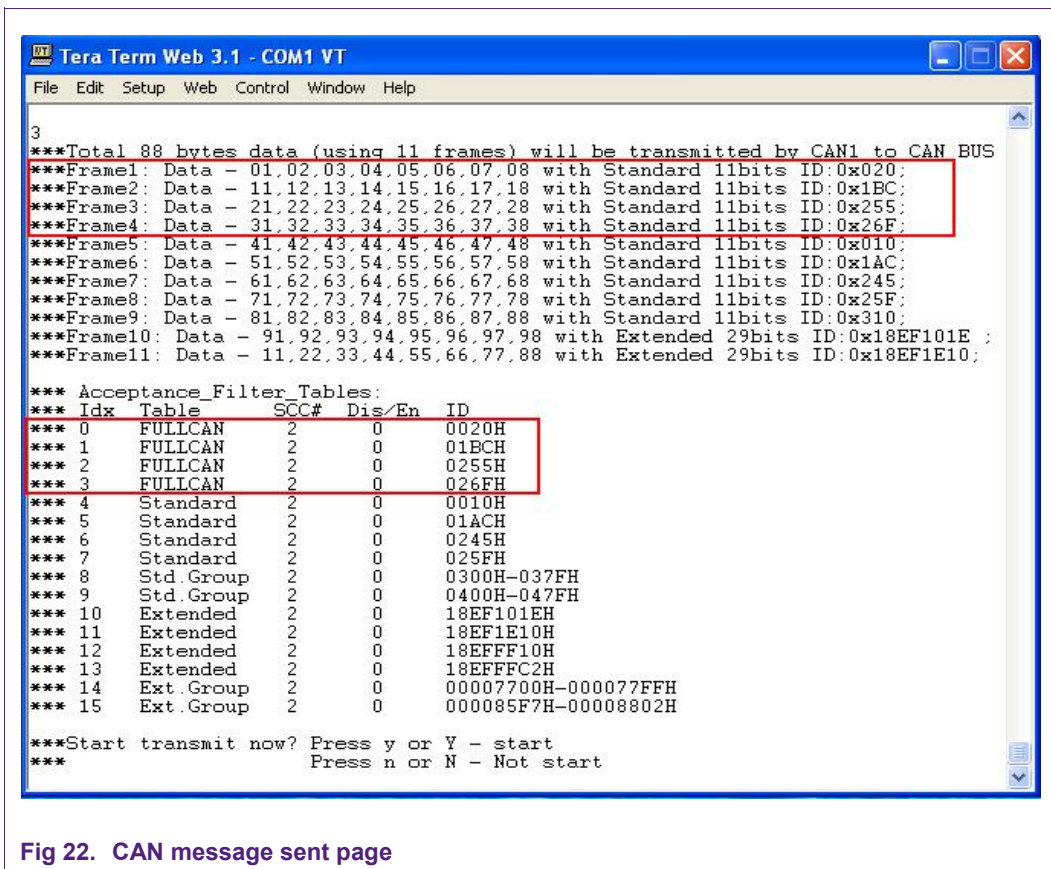 Tera Term Web 3.1 - COM1 VT
File Edit Setup Web Control Window Help
3
***Total 88 bytes data (using 11 frames) will be transmitted by CAN1 to CAN BUS
***Frame1: Data – 01,02,03,04,05,06,07,08 with Standard 11bits ID:0x020;
***Frame2: Data – 11,12,13,14,15,16,17,18 with Standard 11bits ID:0x1BC;
***Frame3: Data – 21,22,23,24,25,26,27,28 with Standard 11bits ID:0x255;
***Frame4: Data – 31,32,33,34,35,36,37,38 with Standard 11bits ID:0x26F;
***Frame5: Data – 41,42,43,44,45,46,47,48 with Standard 11bits ID:0x010;
***Frame6: Data – 51,52,53,54,55,56,57,58 with Standard 11bits ID:0x1AC;
***Frame7: Data – 61,62,63,64,65,66,67,68 with Standard 11bits ID:0x245;
***Frame8: Data – 71,72,73,74,75,76,77,78 with Standard 11bits ID:0x25F;
***Frame9: Data – 81,82,83,84,85,86,87,88 with Standard 11bits ID:0x310;
***Frame10: Data – 91,92,93,94,95,96,97,98 with Extended 29bits ID:0x18EF101E ;
***Frame11: Data – 11,22,33,44,55,66,77,88 with Extended 29bits ID:0x18EF1E10;
*** Acceptance_Filter_Tables:
*** Idx Table SCC# Dis/En ID
*** 0 FULLCAN 2 0 0020H
*** 1 FULLCAN 2 0 01BCH
*** 2 FULLCAN 2 0 0255H
*** 3 FULLCAN 2 0 026FH
*** 4 Standard 2 0 0010H
*** 5 Standard 2 0 01ACH
*** 6 Standard 2 0 0245H
*** 7 Standard 2 0 025FH
*** 8 Std.Group 2 0 0300H–037FH
*** 9 Std.Group 2 0 0400H–047FH
*** 10 Extended 2 0 18EF101EH
*** 11 Extended 2 0 18EF1E10H
*** 12 Extended 2 0 18EFFF10H
*** 13 Extended 2 0 18EFFFC2H
*** 14 Ext.Group 2 0 00007700H–000077FFH
*** 15 Ext.Group 2 0 000085F7H–00008802H
***Start transmit now? Press y or Y – start
*** Press n or N – Not start
Fig 22. CAN message sent page